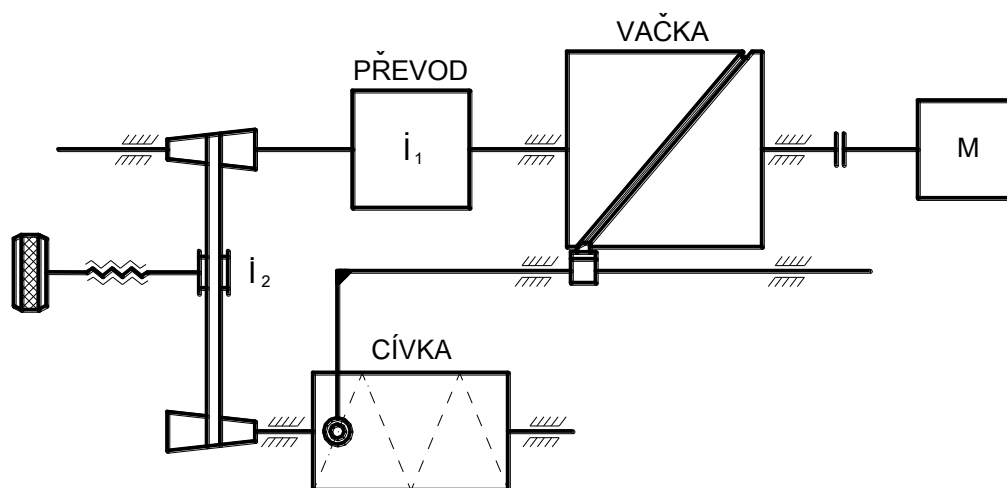 VAČKA
PŘEVOD
i₁
M
i₂
CÍVKA